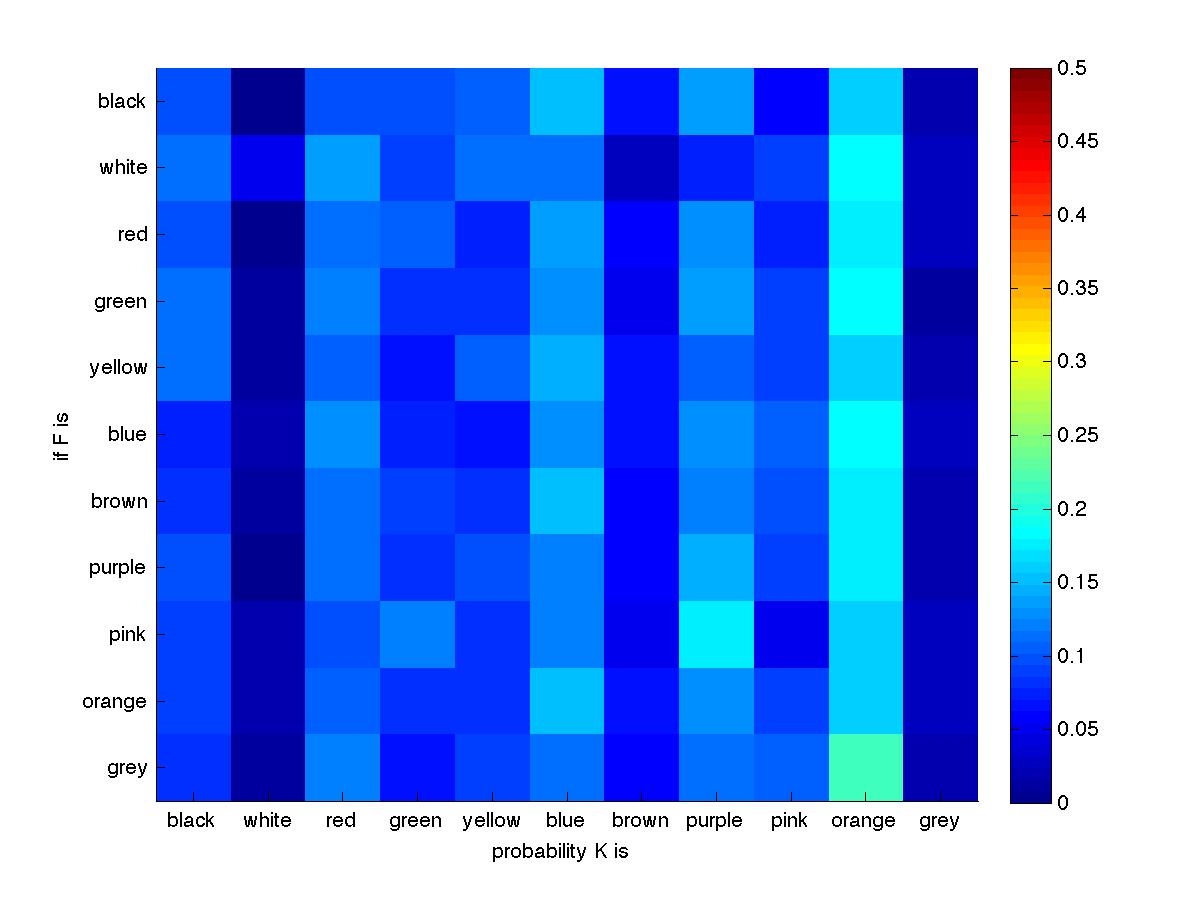 black
white
red
green
yellow
blue
brown
purple
pink
orange
grey
if F is
black white red green yellow blue brown purple pink orange grey
probability K is
0.5
0.45
0.4
0.35
0.3
0.25
0.2
0.15
0.1
0.05
0